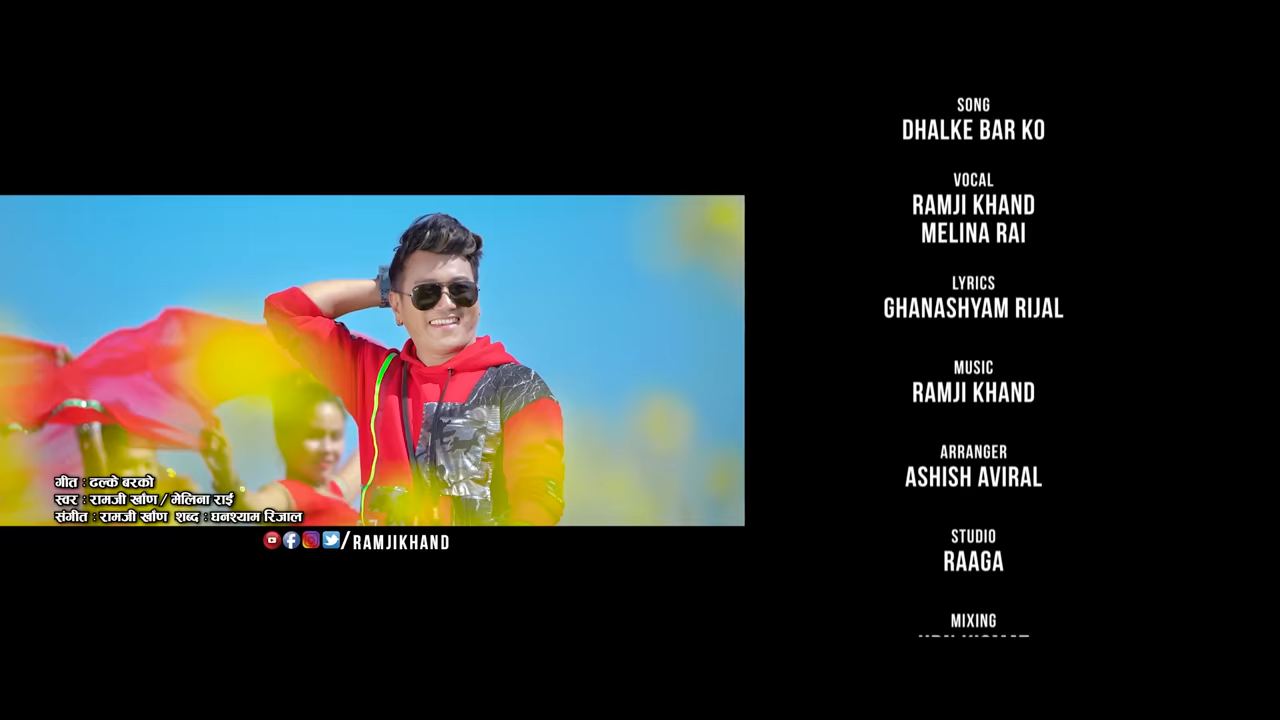 SONG
DHALKE BAR KO
VOCAL
RAMJI KHAND
MELINA RAI
LYRICS
GHANASHYAM RIJAL
MUSIC
RAMJI KHAND
ARRANGER
ASHISH AVIRAL
STUDIO
RAAGA
MIXING
गीत : ढल्के बरको
स्वर : रामजी खाँण / मेलिना राई
संगीत : रामजी खाँण शब्द : घनश्याम रिजाल
/RAMJIKHAND